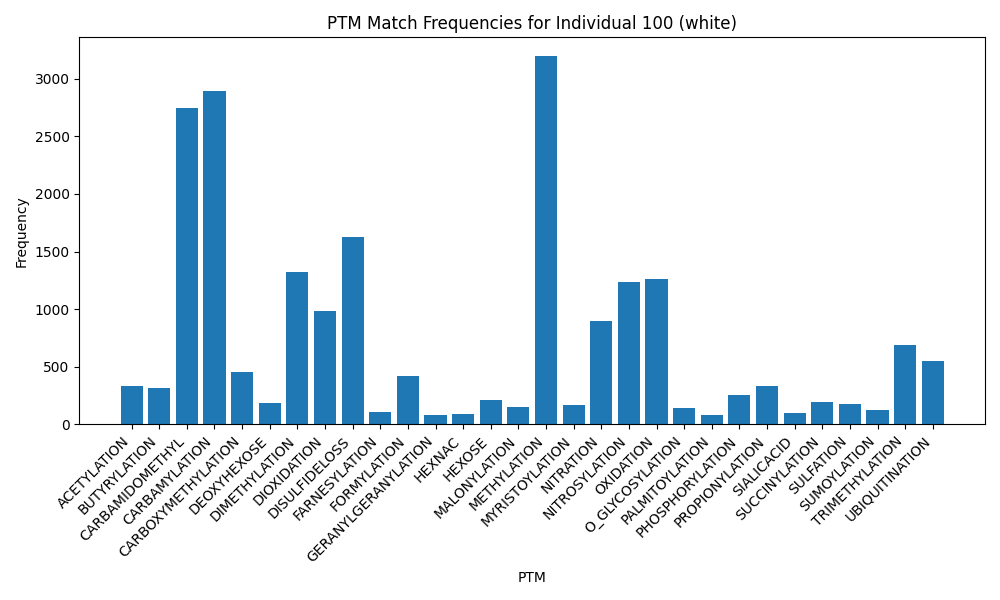 PTM Match Frequencies for Individual 100 (white)
Frequency
3000
2500
2000
1500
1000
500
0
ACETYLATION
BUTYRYLATION
CARBAMIDOMETHYL
CARBAMYLATION
CARBOXYMETHYLATION
DEOXYHEXOSE
DIMETHYLATION
DIOXIDATION
DISULFIDELOSS
FARNESYLATION
FORMYLATION
GERANYLGERANYLATION
HEXNAC
HEXOSE
MALONYLATION
METHYLATION
MYRISTOYLATION
NITRATION
NITROSYLATION
OXIDATION
O_GLYCOSYLATION
PALMITOYLATION
PHOSPHORYLATION
PROPIONYLATION
SIALICACID
SUCCINYLATION
SULFATION
SUMOYLATION
TRIMETHYLATION
UBIQUITINATION
PTM